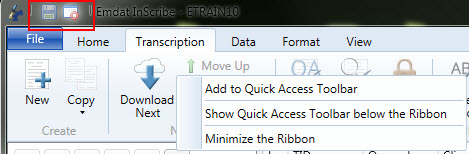 Emdat InScribe - ETRAIN10
File Home Transcription Data Format View
Move Up
New Copy Download Next
Add to Quick Access Toolbar
Show Quick Access Toolbar below the Ribbon
Minimize the Ribbon
Create N